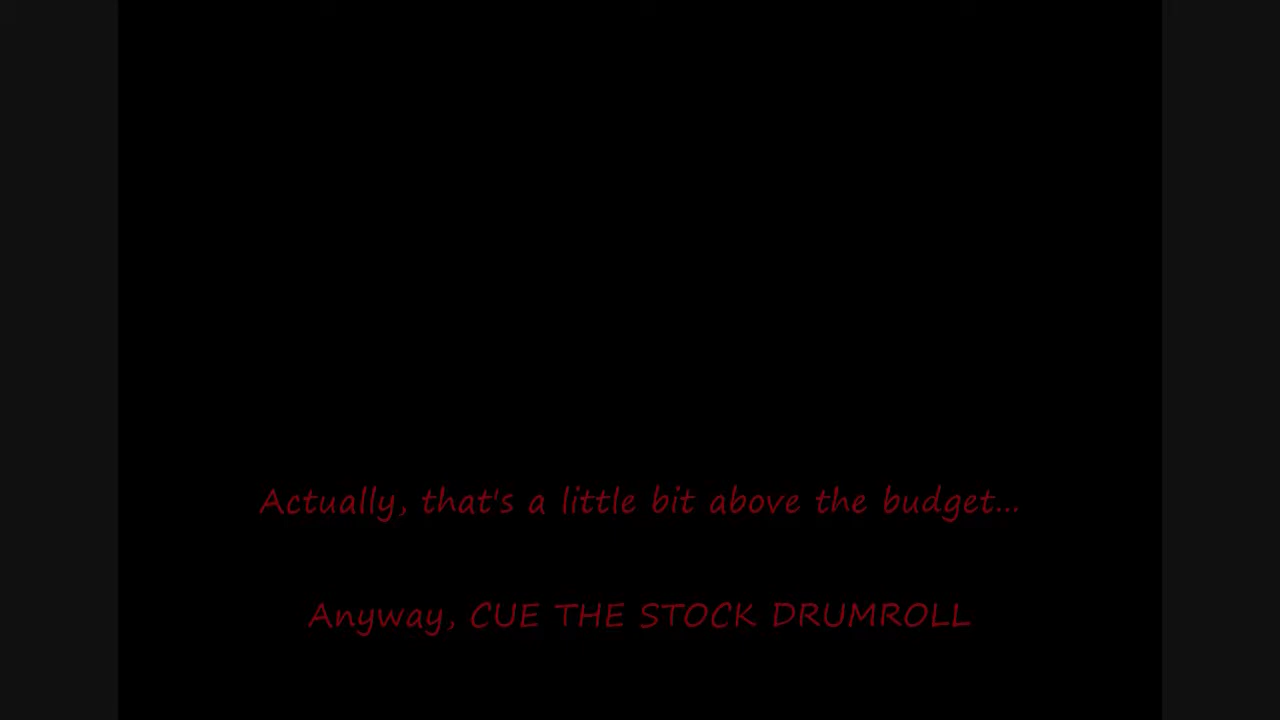 Actually, that's a little bit above the budget...
Anyway, CUE THE STOCK DRUMROLL